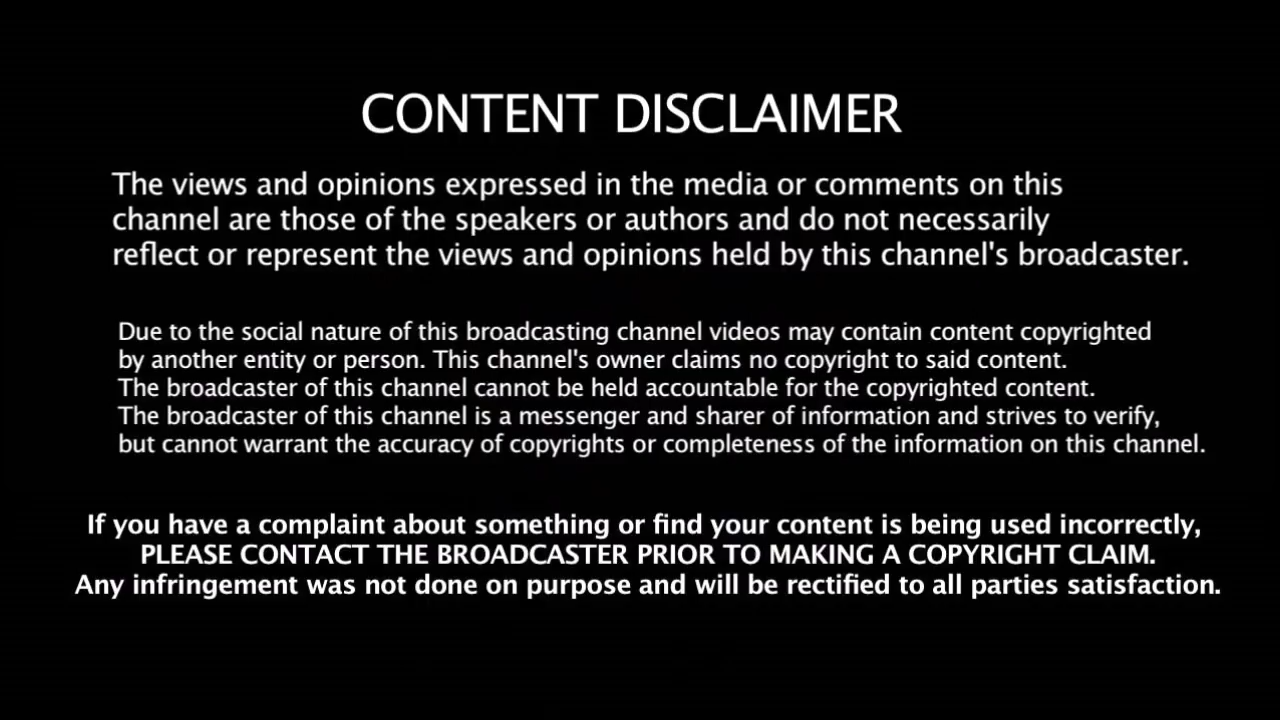 CONTENT DISCLAIMER
The views and opinions expressed in the media or comments on this
channel are those of the speakers or authors and do not necessarily
reflect or represent the views and opinions held by this channel's broadcaster.
Due to the social nature of this broadcasting channel videos may contain content copyrighted
by another entity or person. This channel's owner claims no copyright to said content.
The broadcaster of this channel cannot be held accountable for the copyrighted content.
The broadcaster of this channel is a messenger and sharer of information and strives to verify,
but cannot warrant the accuracy of copyrights or completeness of the information on this channel.
If you have a complaint about something or find your content is being used incorrectly,
PLEASE CONTACT THE BROADCASTER PRIOR TO MAKING A COPYRIGHT CLAIM.
Any infringement was not done on purpose and will be rectified to all parties satisfaction.